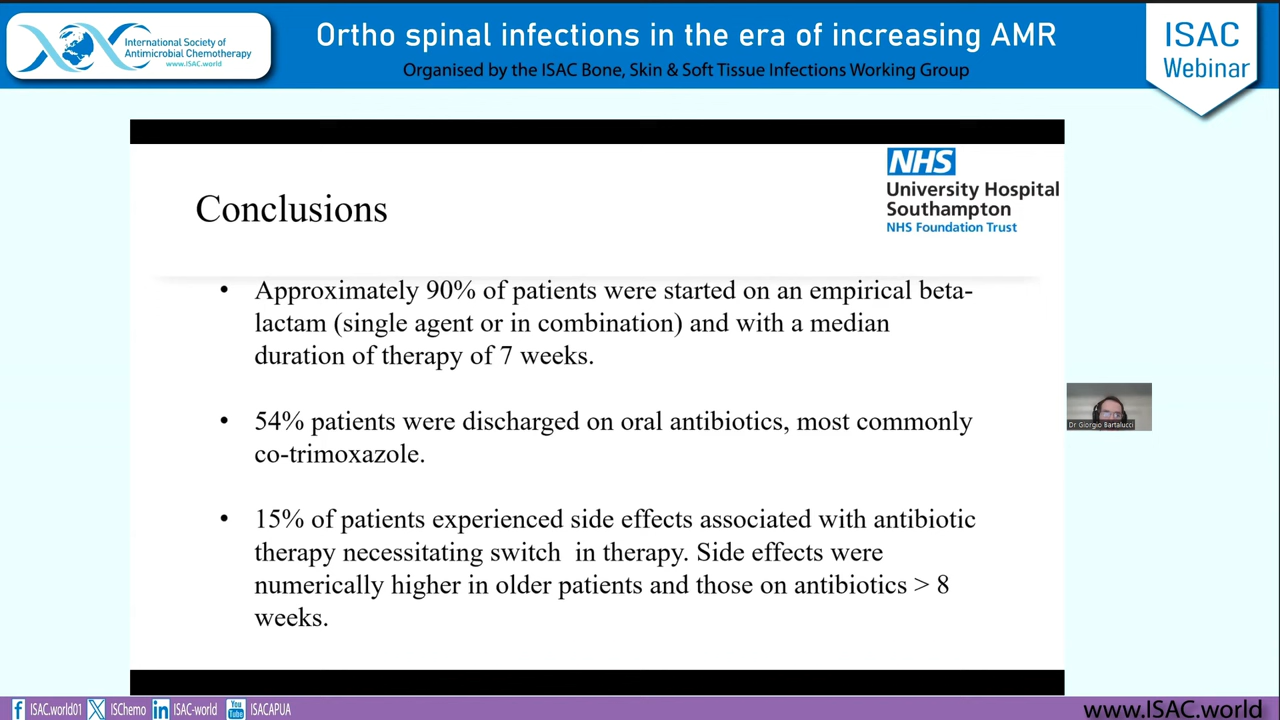 International Society of
Antimicrobial Chemotherapy
www.ISAC.world
Ortho spinal infections in the era of increasing AMR
Organised by the ISAC Bone, Skin & Soft Tissue Infections Working Group
ISAC
Webinar
NHS
University Hospital
Southampton
NHS Foundation Trust
Conclusions
• Approximately 90% of patients were started on an empirical beta-
lactam (single agent or in combination) and with a median
duration of therapy of 7 weeks.
• 54% patients were discharged on oral antibiotics, most commonly
co-trimoxazole.
• 15% of patients experienced side effects associated with antibiotic
therapy necessitating switch in therapy. Side effects were
numerically higher in older patients and those on antibiotics > 8
weeks.
Dr Giorgio Bartalucci
f ISAC.world01 X ISChemo in ISAC-world You Tube ISACAPUA
www.ISAC.world